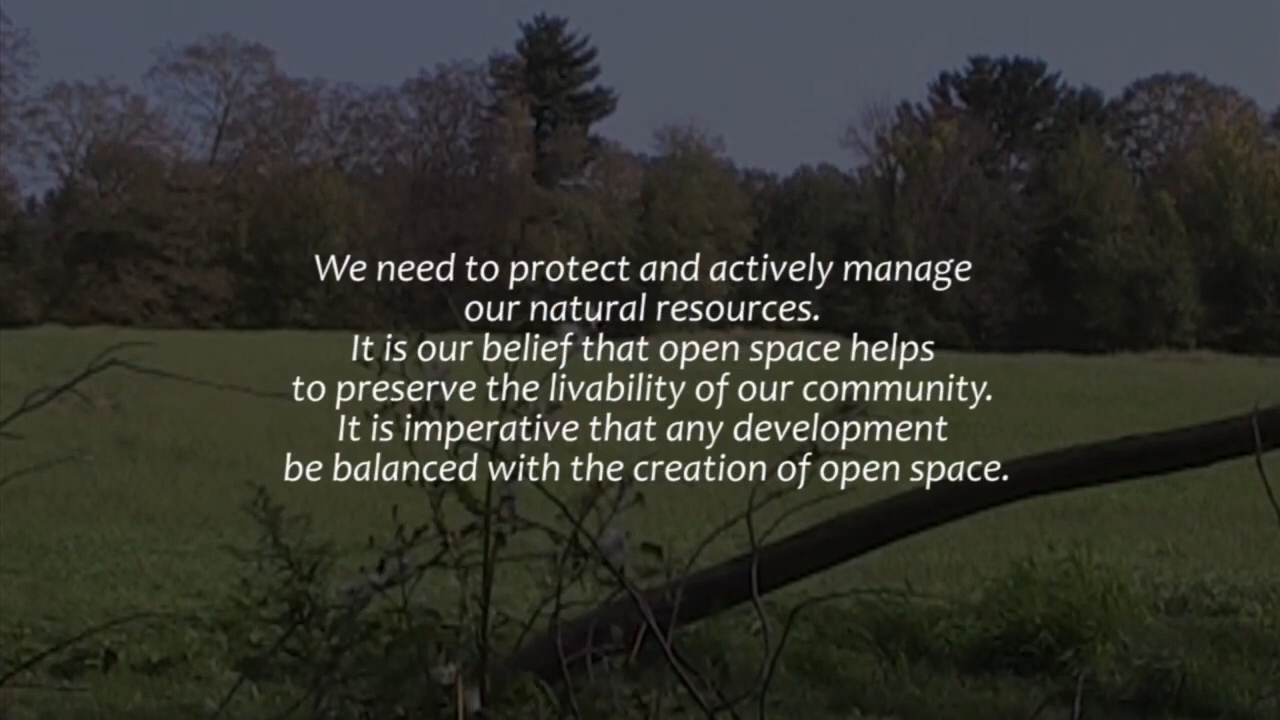 We need to protect and actively manage
our natural resources.
It is our belief that open space helps
to preserve the livability of our community.
It is imperative that any development
be balanced with the creation of open space.